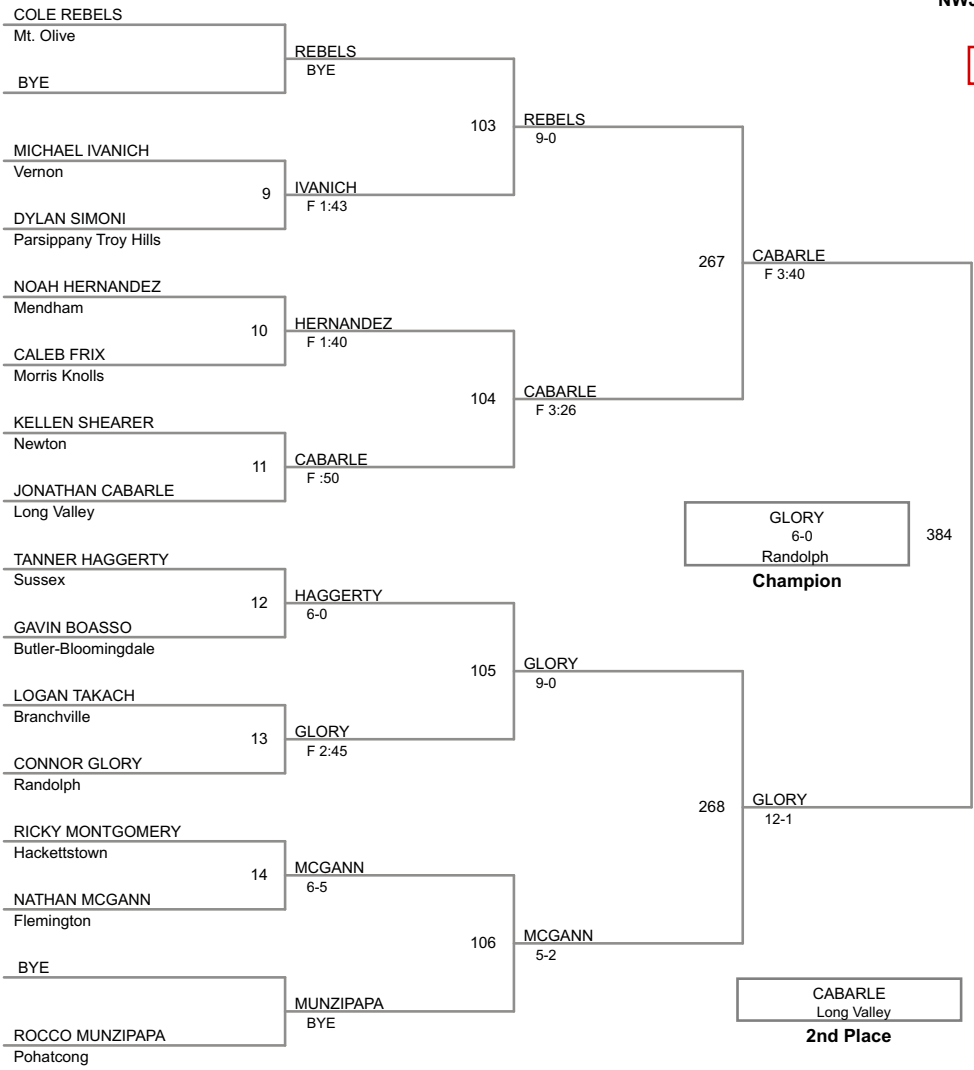 NWJ
COLE REBELS
Mt. Olive
REBELS
BYE
BYE
103
REBELS
9-0
MICHAEL IVANICH
Vernon
9
IVANICH
F 1:43
DYLAN SIMONI
Parsippany Troy Hills
267
CABARLE
F 3:40
NOAH HERNANDEZ
Mendham
10
HERNANDEZ
F 1:40
CALEB FRIX
Morris Knolls
104
CABARLE
F 3:26
KELLEN SHEARER
Newton
11
CABARLE
F :50
JONATHAN CABARLE
Long Valley
GLORY
6-0
Randolph
Champion
384
TANNER HAGGERTY
Sussex
12
HAGGERTY
6-0
GAVIN BOASSO
Butler-Bloomingdale
105
GLORY
9-0
LOGAN TAKACH
Branchville
13
GLORY
F 2:45
CONNOR GLORY
Randolph
268
GLORY
12-1
RICKY MONTGOMERY
Hackettstown
14
MCGANN
6-5
NATHAN MCGANN
Flemington
106
MCGANN
5-2
BYE
MUNZIPAPA
BYE
ROCCO MUNZIPAPA
Pohatcong
CABARLE
Long Valley
2nd Place